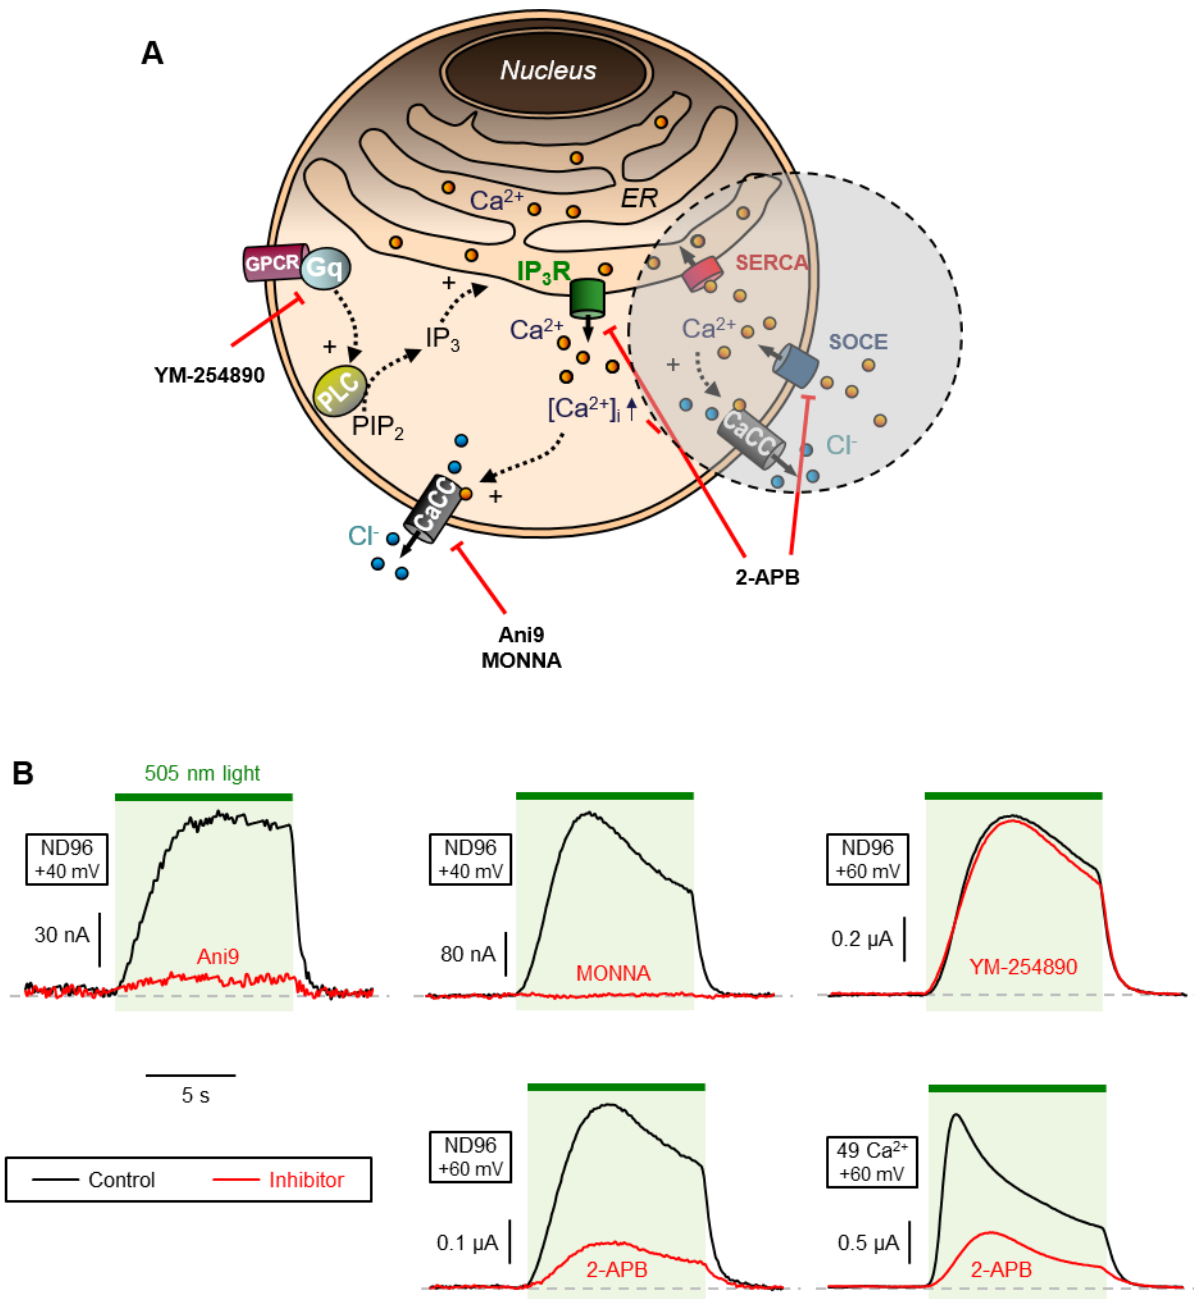 A
Nucleus
Ca²⁺
ER
GPCR
Gq
IP₃R
SERCA
+
IP₃
Ca²⁺
Ca²⁺
SOCE
+
YM-254890
PLC
PIP₂
[Ca²⁺]ᵢ ↑
+
CaCC
Cl⁻
CaCC
+
Cl⁻
2-APB
Ani9
MONNA
B
505 nm light
ND96
+40 mV
30 nA
Ani9
ND96
+40 mV
80 nA
MONNA
ND96
+60 mV
0.2 µA
YM-254890
5 s
Control
Inhibitor
ND96
+60 mV
0.1 µA
2-APB
49 Ca²⁺
+60 mV
0.5 µA
2-APB